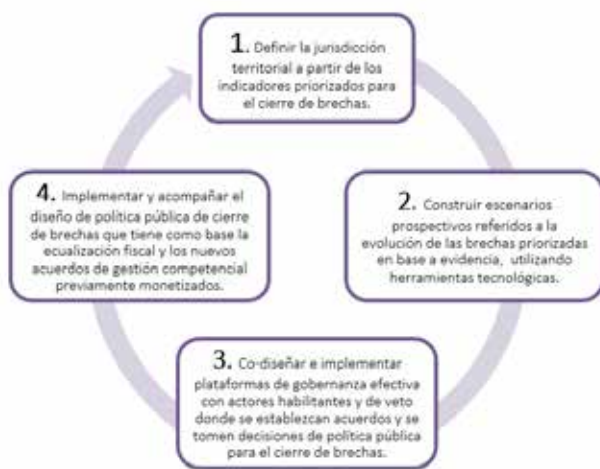 1. Definir la jurisdicción
territorial a partir de los
indicadores priorizados para
el cierre de brechas.
2. Construir escenarios
prospectivos referidos a la
evolución de las brechas priorizadas
en base a evidencia, utilizando
herramientas tecnológicas.
3. Co-diseñar e implementar
plataformas de gobernanza efectiva
con actores habilitantes y de veto
donde se establezcan acuerdos y se
tomen decisiones de política pública
para el cierre de brechas.
4. Implementar y acompañar el
diseño de política pública de cierre
de brechas que tiene como base la
ecualización fiscal y los nuevos
acuerdos de gestión competencial
previamente monetizados.